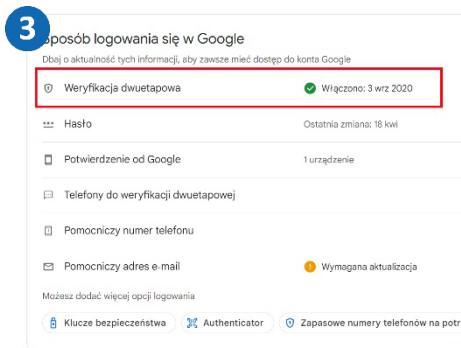 3
Sposób logowania się w Google
Dbaj o aktualność tych informacji, aby zawsze mieć dostęp do konta Google
Weryfikacja dwuetapowa Włączono: 3 wrz 2020
Hasło Ostatnia zmiana: 18 kwi
Potwierdzenie od Google 1 urządzenie
Telefony do weryfikacji dwuetapowej
Pomocniczy numer telefonu
Pomocniczy adres e-mail Wymagana aktualizacja
Możesz dodać więcej opcji logowania
Klucze bezpieczeństwa Authenticator Zapasowe numery telefonów na potr